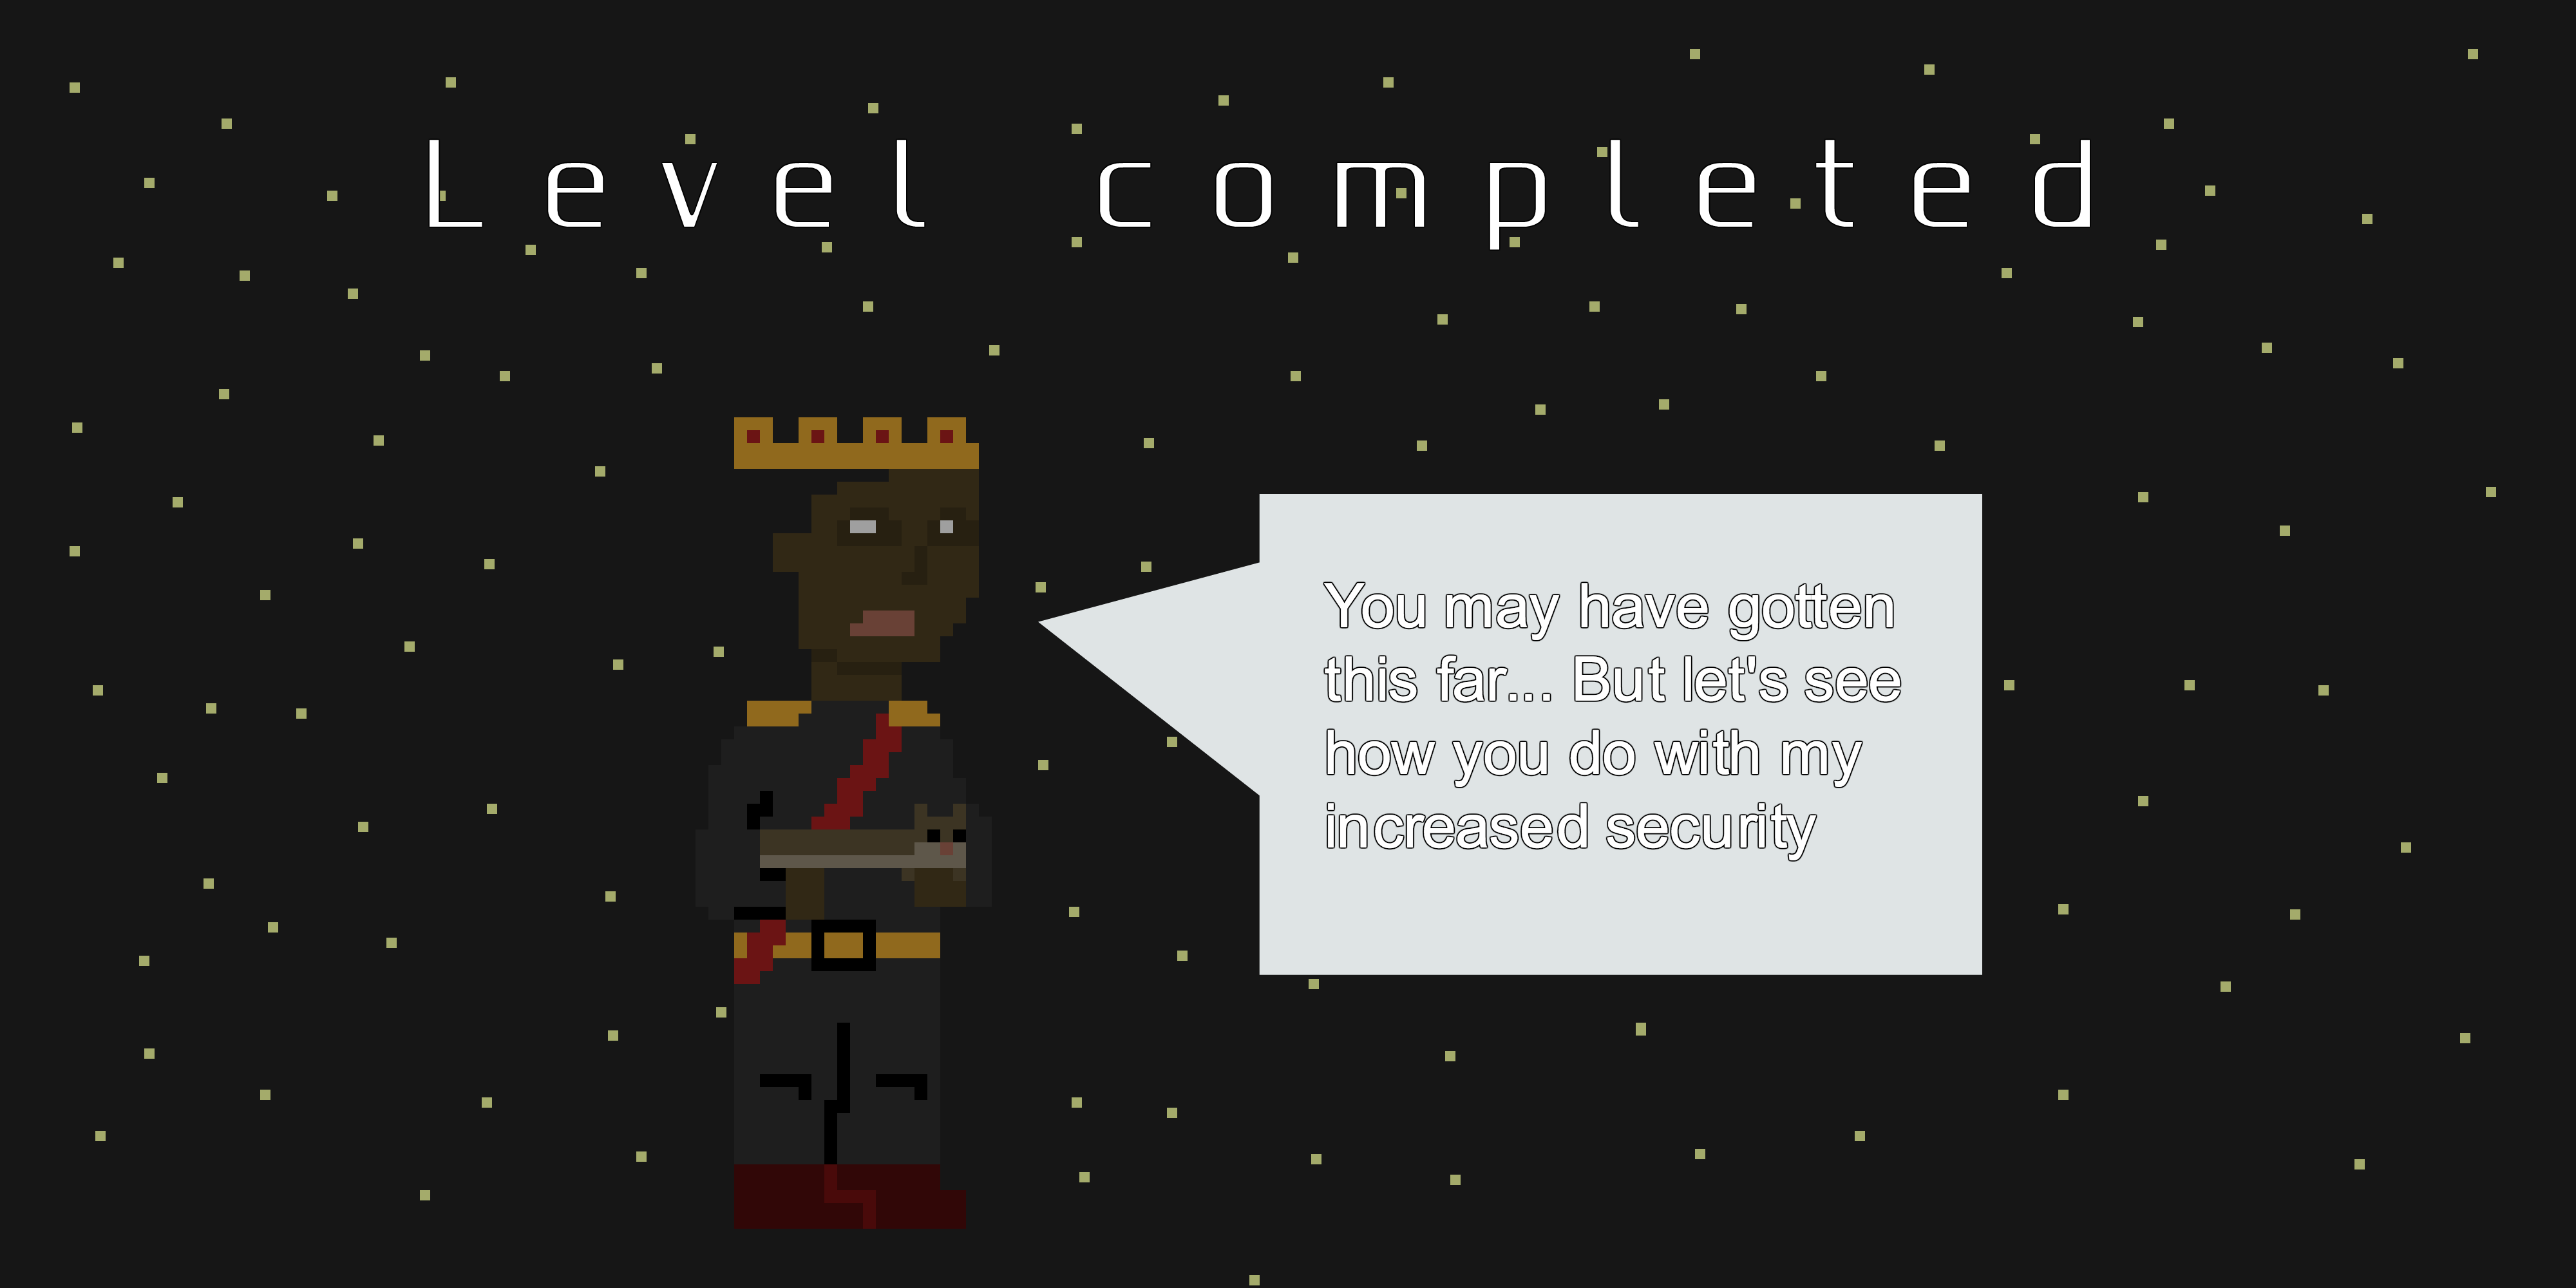 Level completed
You may have gotten
this far... But let's see
how you do with my
increased security